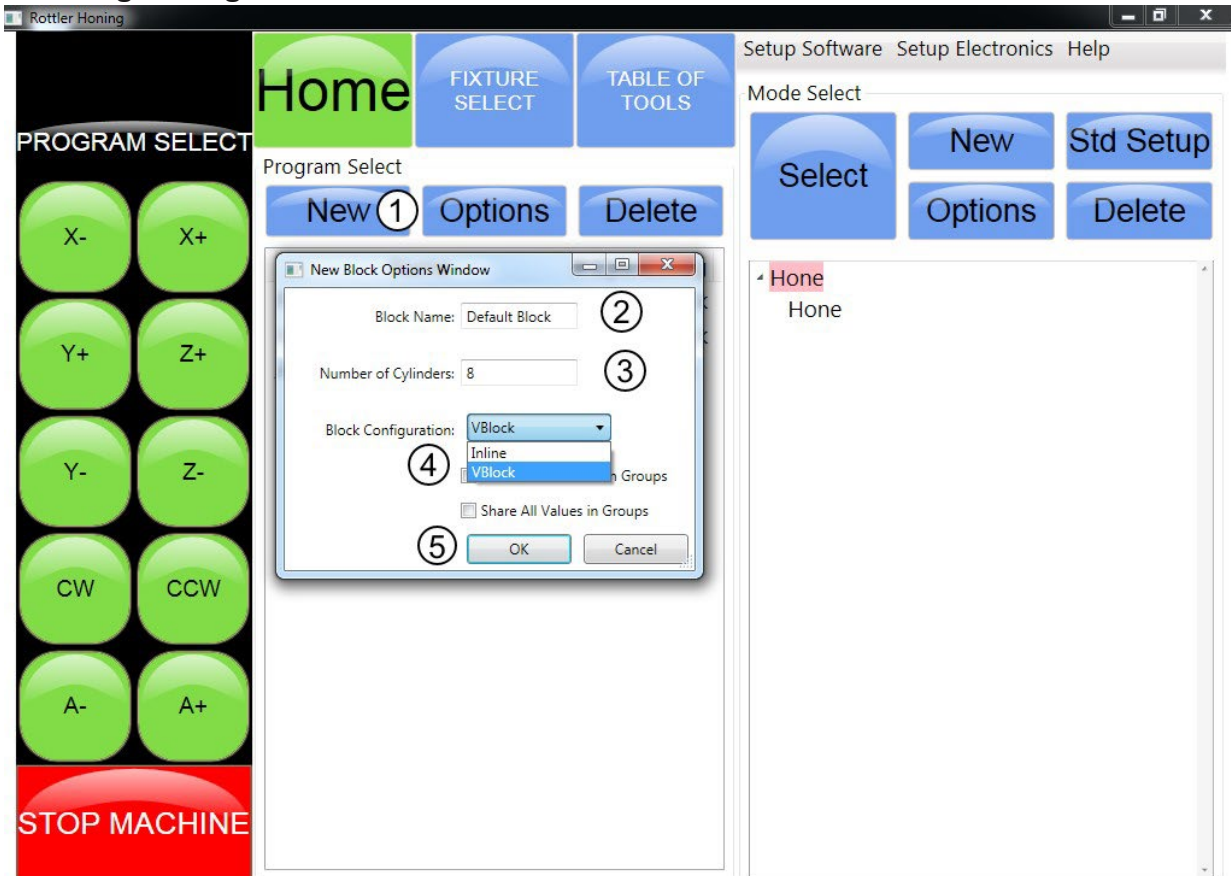 Rottler Honing
Setup Software Setup Electronics Help
Home
FIXTURE
SELECT
TABLE OF
TOOLS
Mode Select
Select
New
Std Setup
Options
Delete
PROGRAM SELECT
Program Select
New 1 Options Delete
X- X+
Y+ Z+
Y- Z-
CW CCW
A- A+
STOP MACHINE
New Block Options Window
Block Name: Default Block 2
Number of Cylinders: 8 3
Block Configuration: VBlock
Inline
4 VBlock
Groups
Share All Values in Groups
5 OK Cancel
Hone
Hone